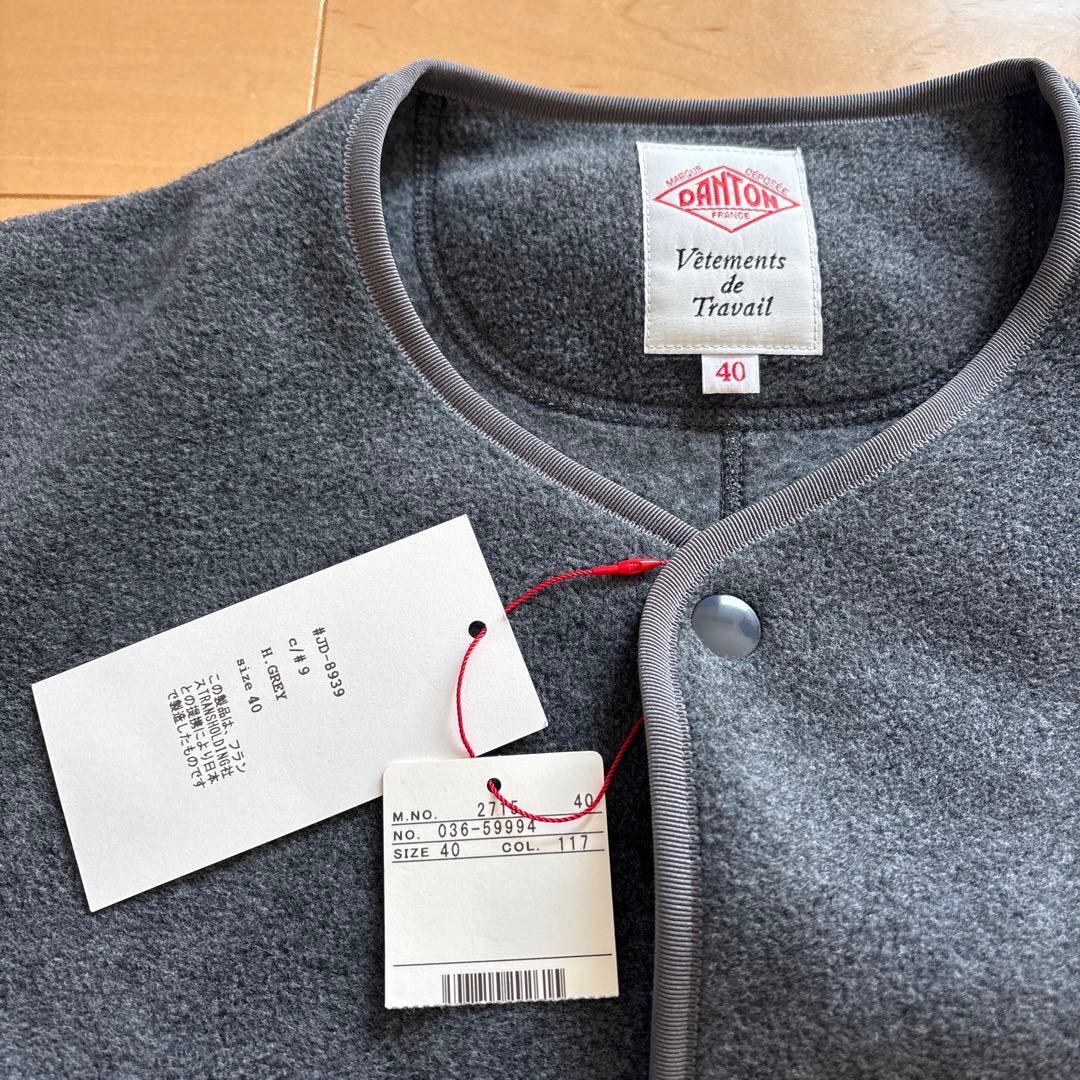 MARQUE DÉPOSÉE
DANTON
FRANCE
Vêtements
de
Travail
40
#JD-8939
c/#9
H.GREY
size 40
この製品は、フラン
スTRANSHOLDING社
との提携により日本
で製造したものです
M.NO. 2715 40
NO. 036-59994
SIZE 40 COL. 117